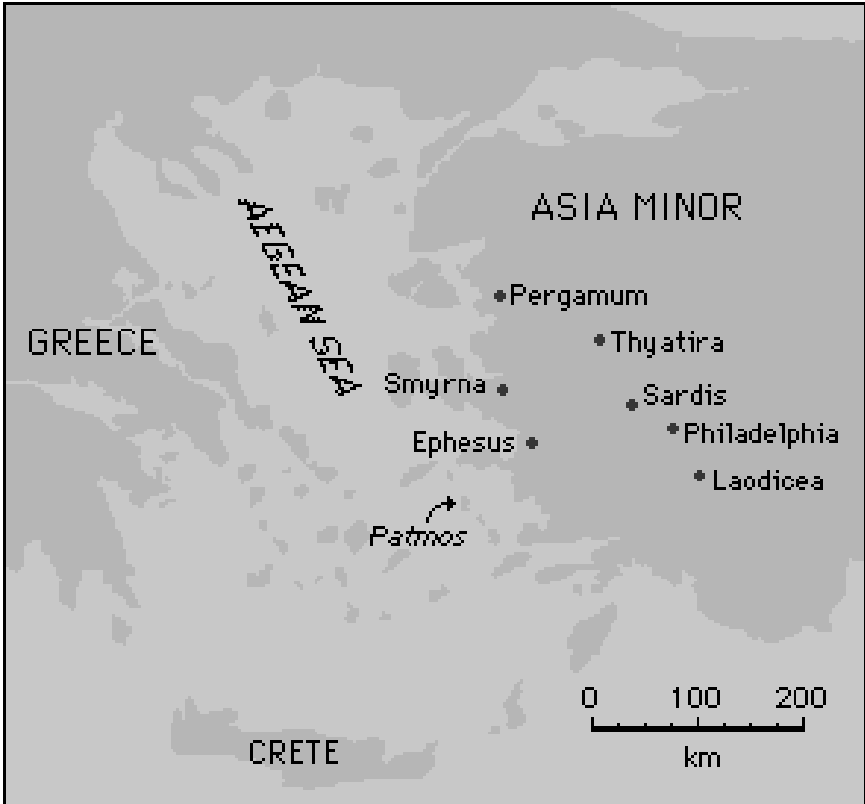 ASIA MINOR
AEGEAN SEA
Pergamum
GREECE
Thyatira
Smyrna
Sardis
Philadelphia
Ephesus
Laodicea
Patmos
0 100 200
km
CRETE